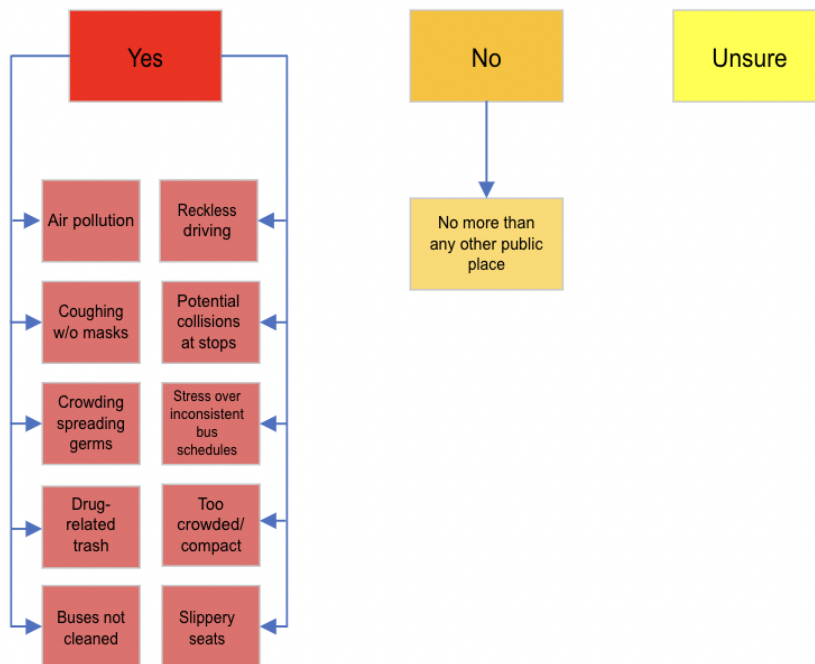 Yes
No
Unsure
Air pollution
Reckless
driving
No more than
any other public
place
Coughing
w/o masks
Potential
collisions
at stops
Crowding
spreading
germs
Stress over
inconsistent
bus
schedules
Drug-
related
trash
Too
crowded/
compact
Buses not
cleaned
Slippery
seats